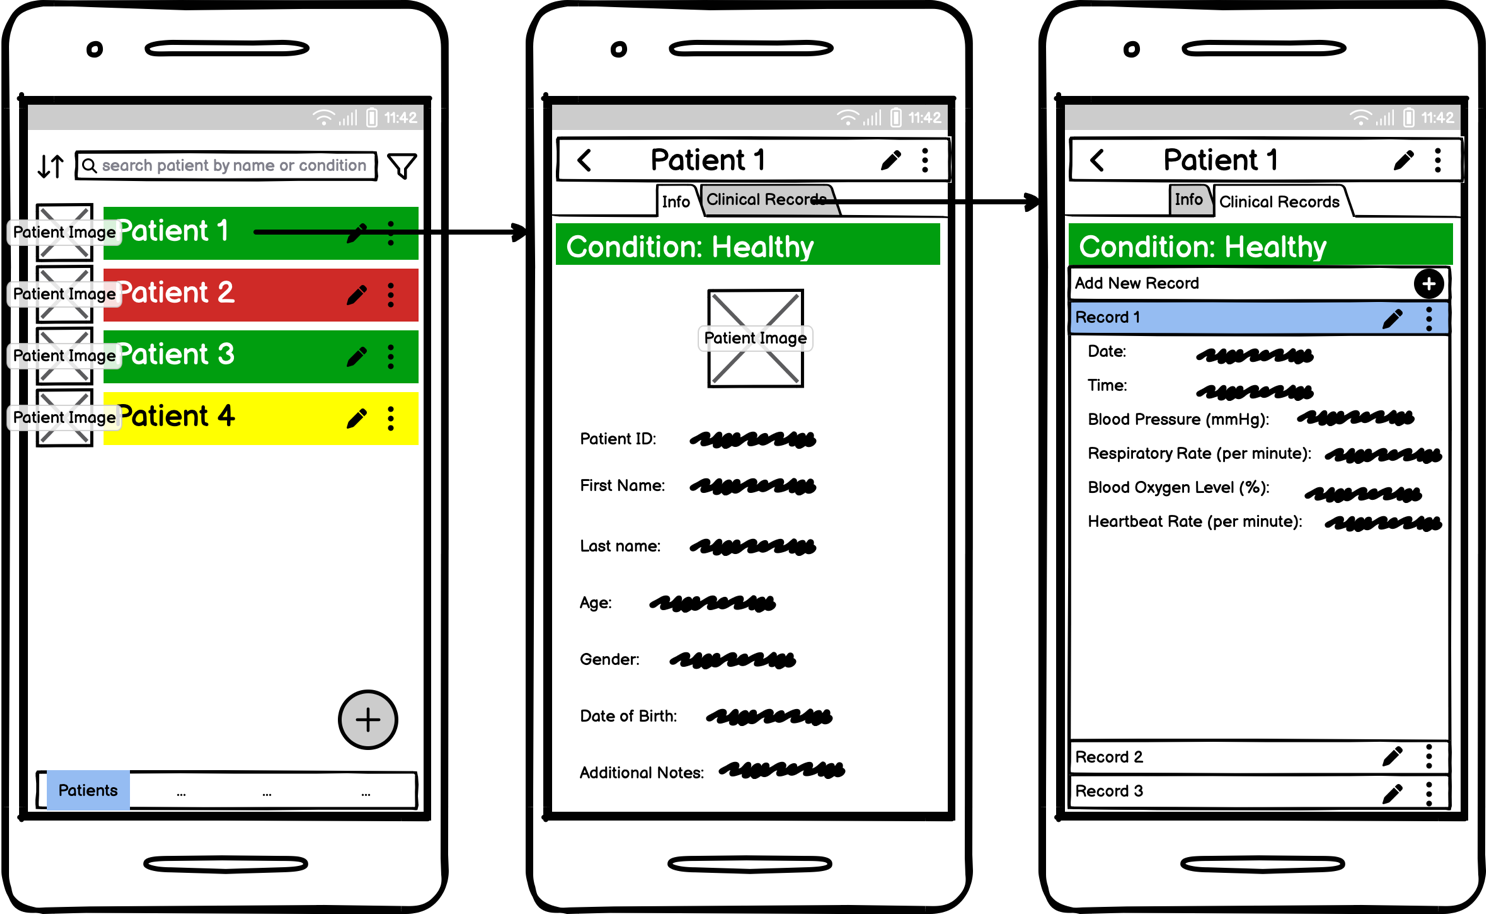 11:42
search patient by name or condition
Patient Image
Patient 1
Patient Image
Patient 2
Patient Image
Patient 3
Patient Image
Patient 4
Patients
...
...
...
11:42
Patient 1
Info
Clinical Records
Condition: Healthy
Patient Image
Patient ID:
First Name:
Last name:
Age:
Gender:
Date of Birth:
Additional Notes:
11:42
Patient 1
Info
Clinical Records
Condition: Healthy
Add New Record
Record 1
Date:
Time:
Blood Pressure (mmHg):
Respiratory Rate (per minute):
Blood Oxygen Level (%):
Heartbeat Rate (per minute):
Record 2
Record 3